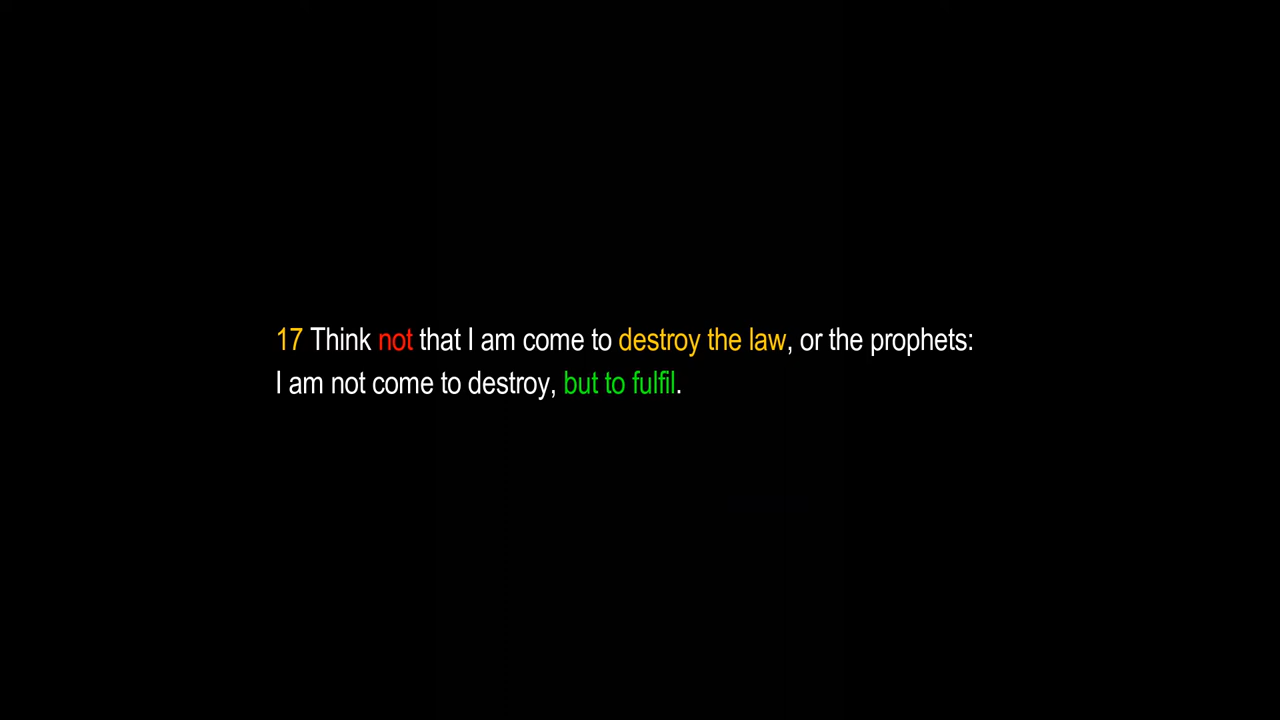 17 Think not that I am come to destroy the law, or the prophets:
I am not come to destroy, but to fulfil.